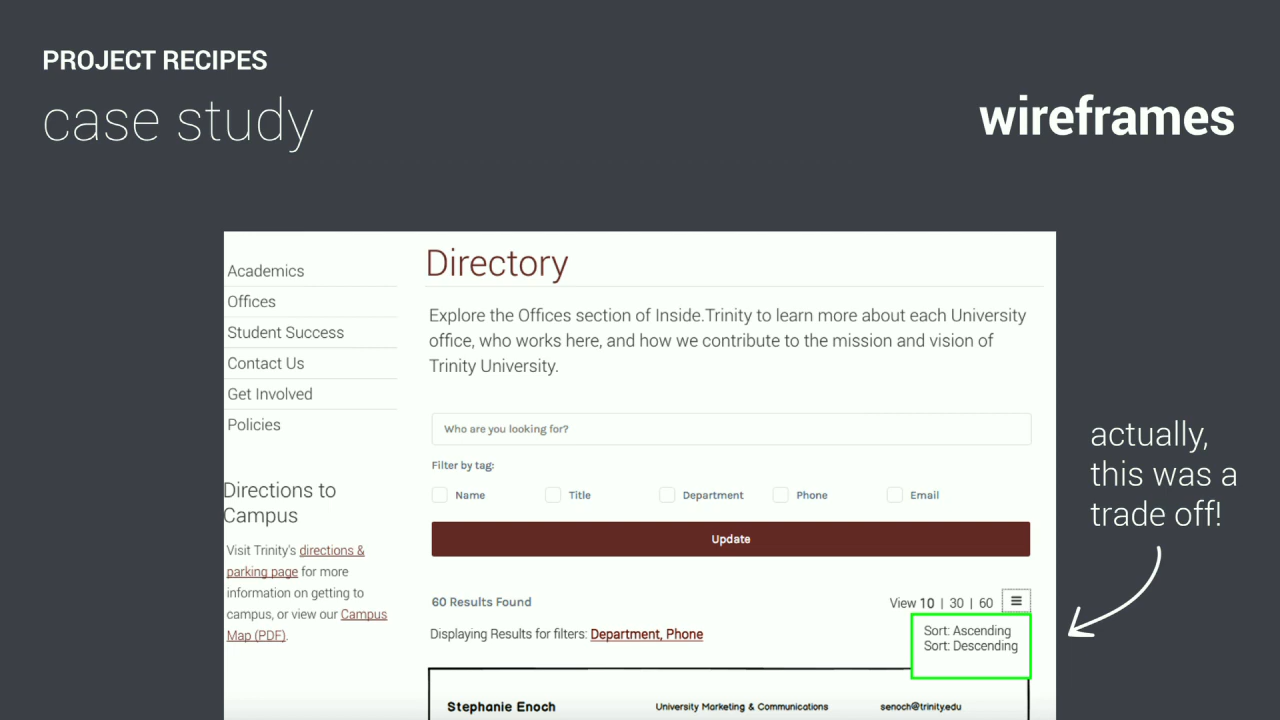 PROJECT RECIPES
case study
wireframes
Academics
Offices
Student Success
Contact Us
Get Involved
Policies
Directions to
Campus
Visit Trinity's directions &
parking page for more
information on getting to
campus, or view our Campus
Map (PDF).
Directory
Explore the Offices section of Inside.Trinity to learn more about each University
office, who works here, and how we contribute to the mission and vision of
Trinity University.
Who are you looking for?
Filter by tag:
Name Title Department Phone Email
Update
60 Results Found
View 10 | 30 | 60
Displaying Results for filters: Department, Phone
Sort: Ascending
Sort: Descending
Stephanie Enoch University Marketing & Communications senoch@trinity.edu
actually,
this was a
trade off!